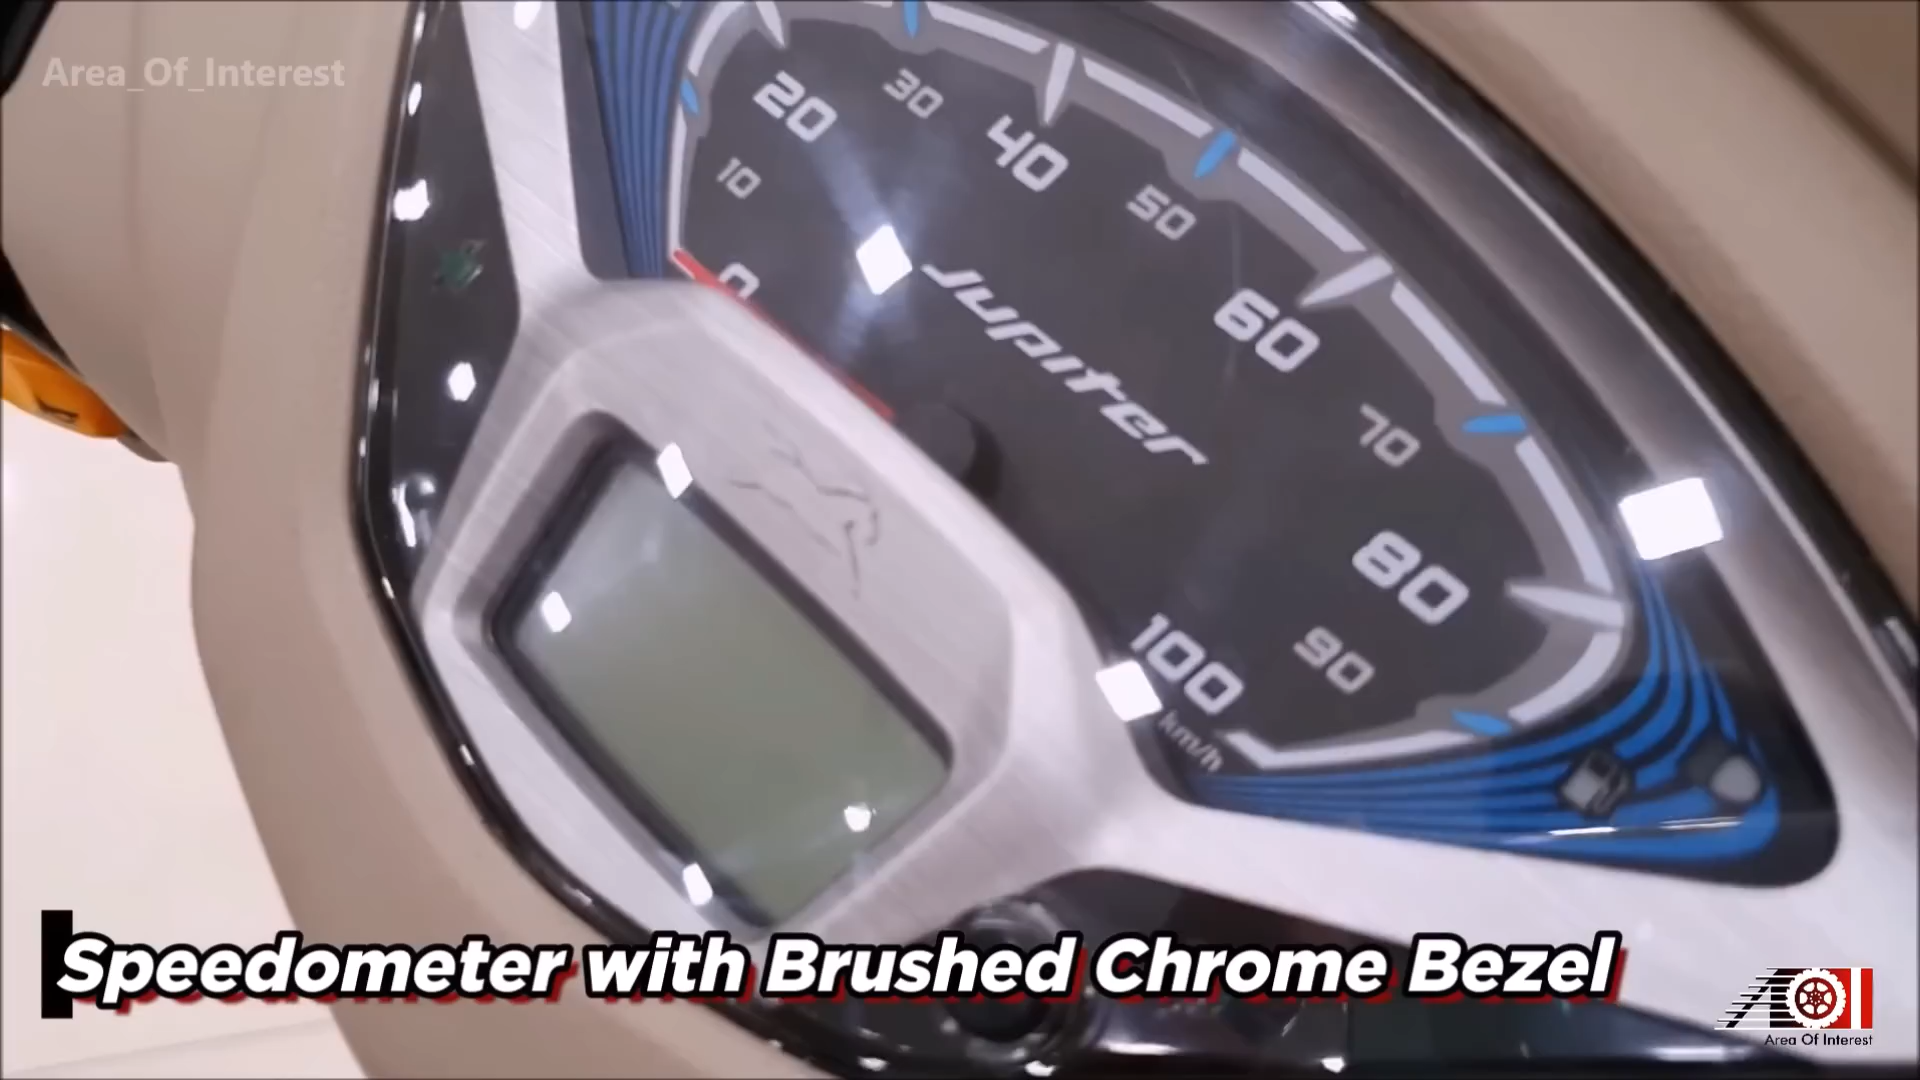 Area_Of_Interest
0
10
20
30
40
50
60
70
80
90
100
km/h
Jupiter
Speedometer with Brushed Chrome Bezel
AOI
Area Of Interest